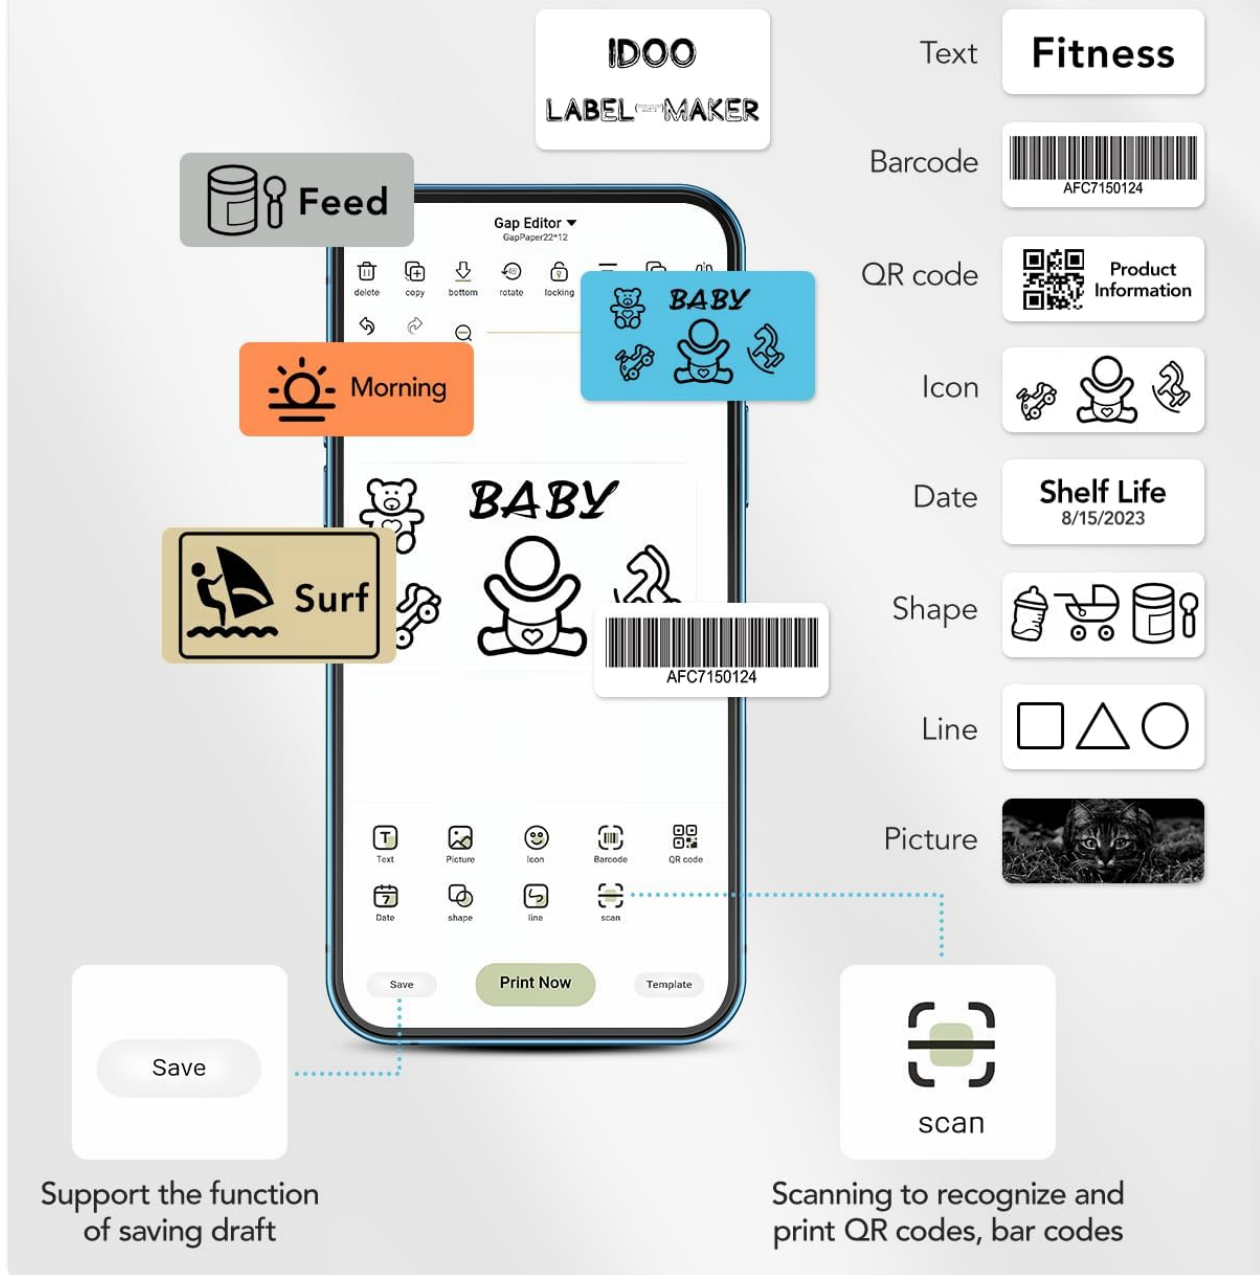 IDOO
LABEL MAKER
Text
Fitness
Barcode
AFC7150124
QR code
Product
Information
Icon
Date
Shelf Life
8/15/2023
Shape
Line
Picture
Feed
Morning
Surf
BABY
AFC7150124
Gap Editor
GapPaper22*12
delete
copy
bottom
45°
rotate
locking
BABY
Text
Picture
Icon
Barcode
QR code
7
Date
shape
line
scan
Save
Print Now
Template
Save
Support the function
of saving draft
scan
Scanning to recognize and
print QR codes, bar codes